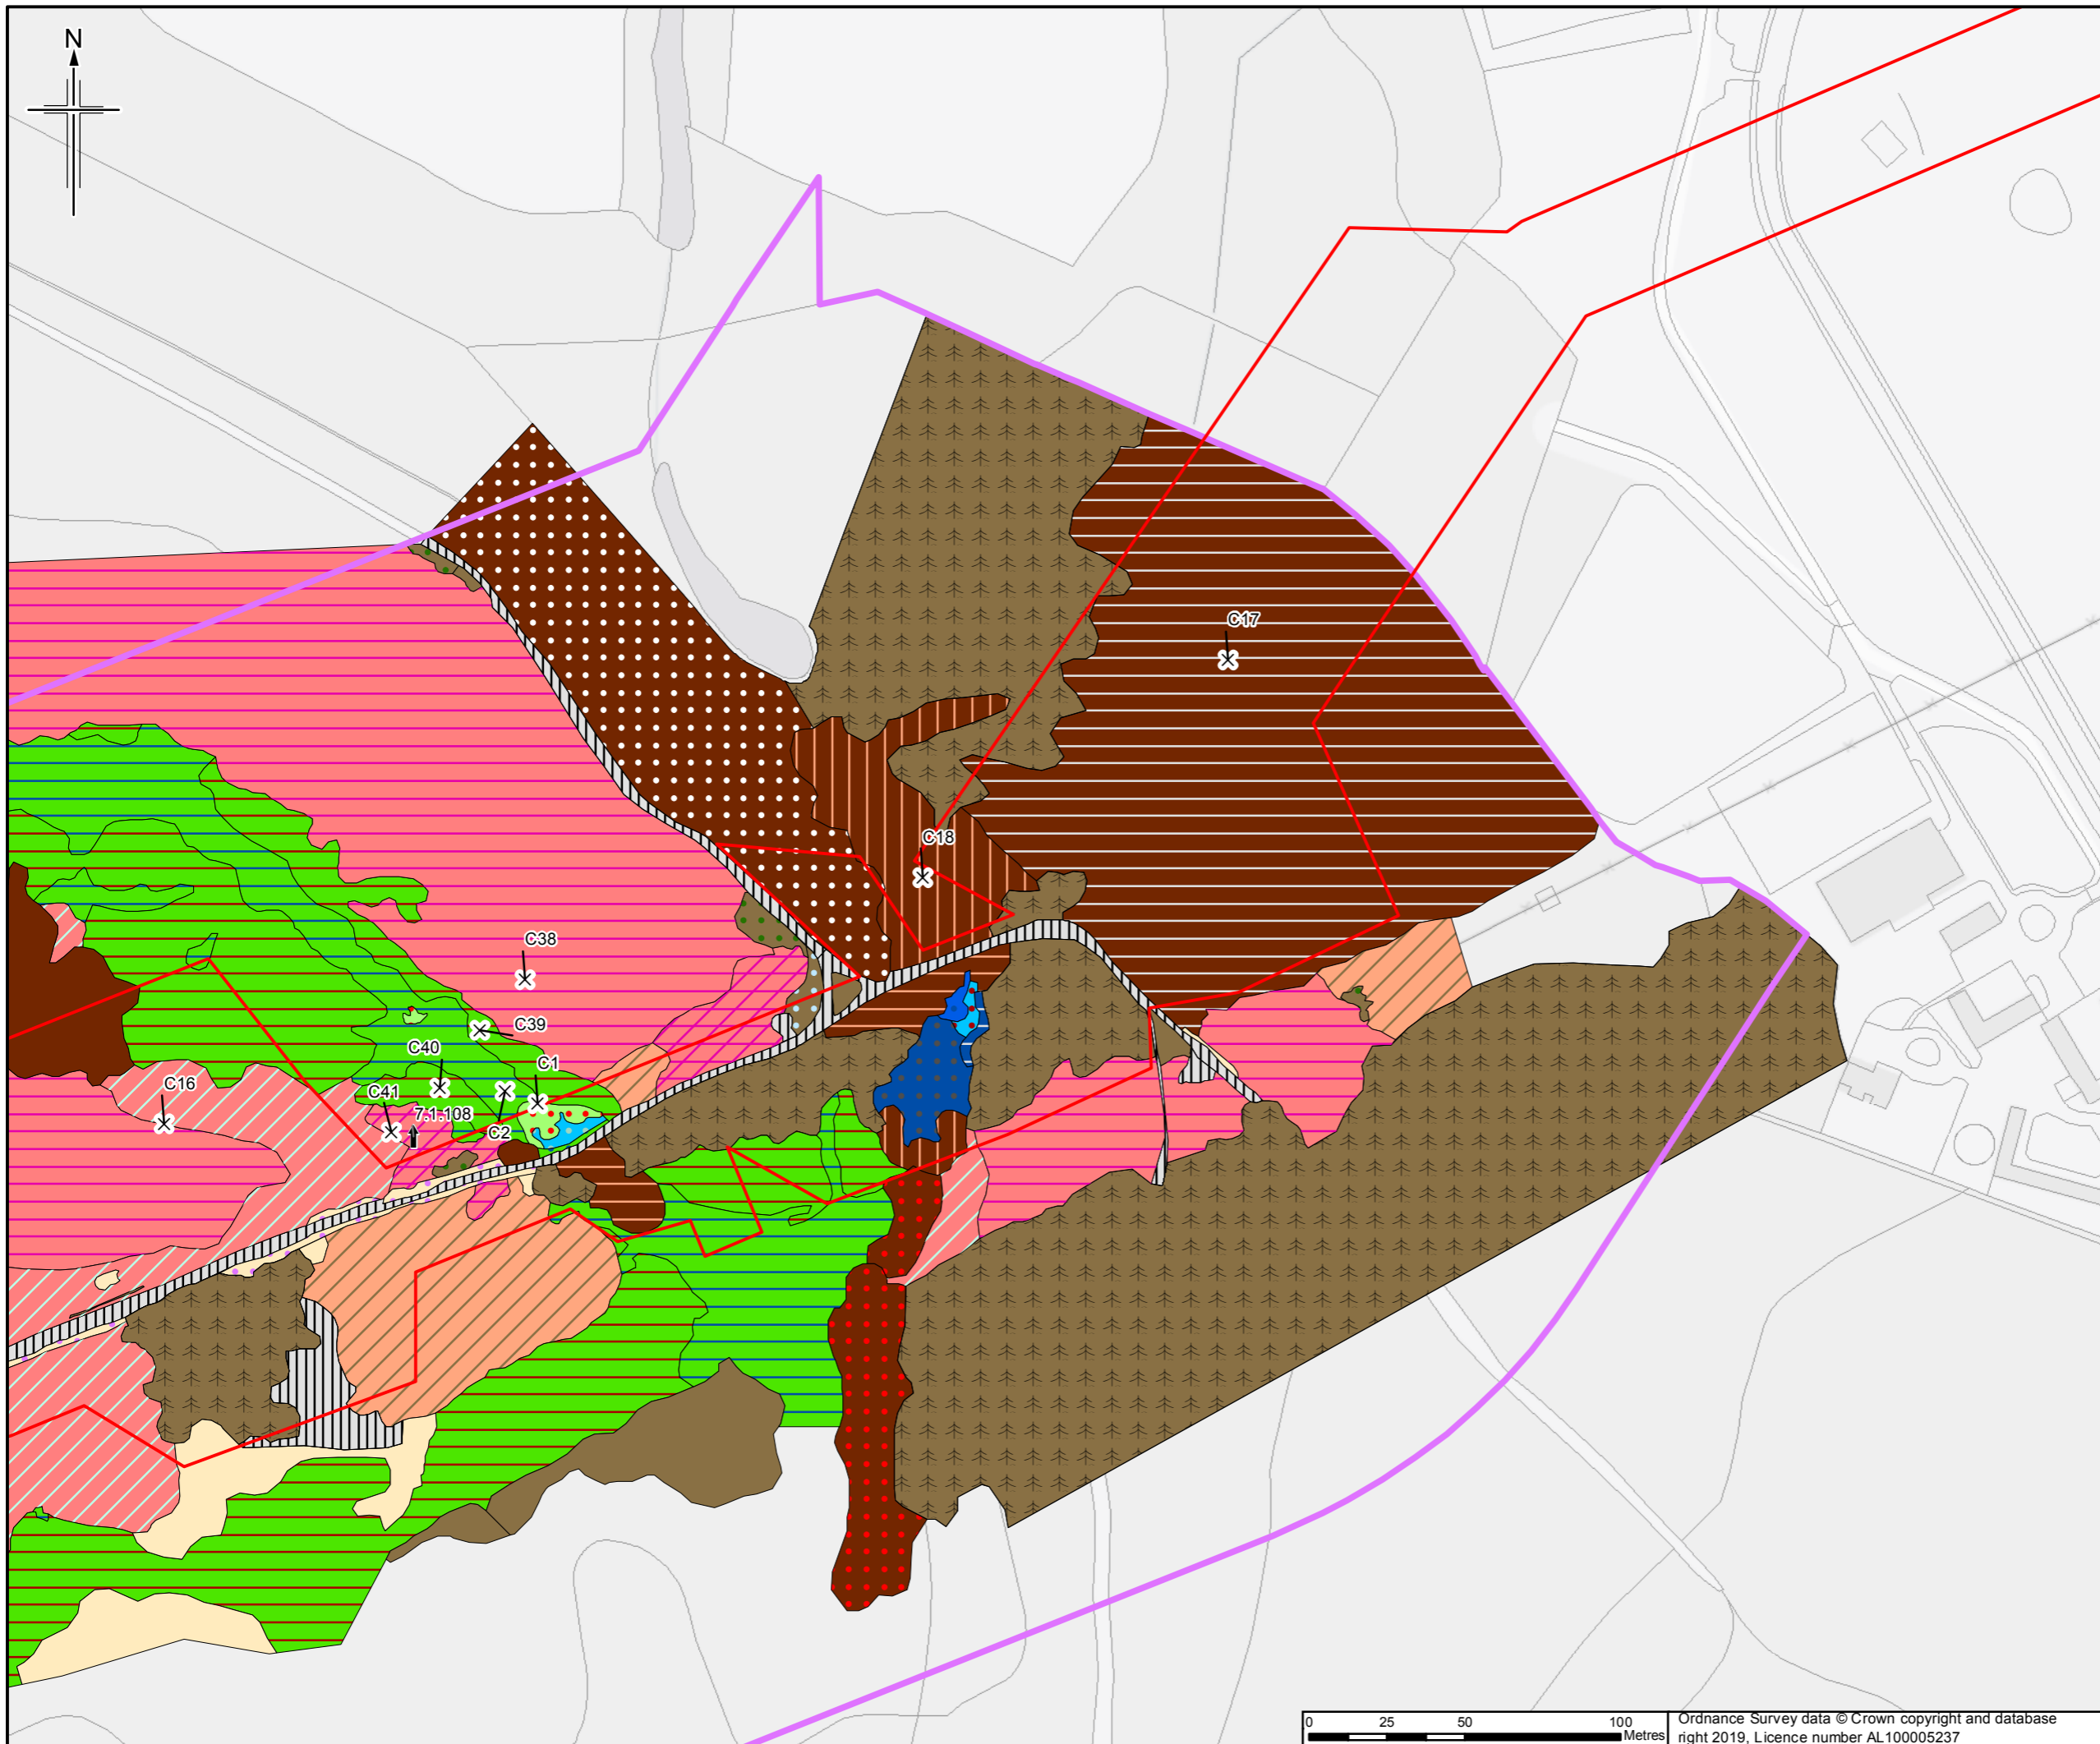 N
C17
C18
C38
C39
C40
C1
C16
C41
7.1.108
C2
0 25 50 100
Metres
Ordnance Survey data © Crown copyright and database
right 2019, Licence number AL100005237